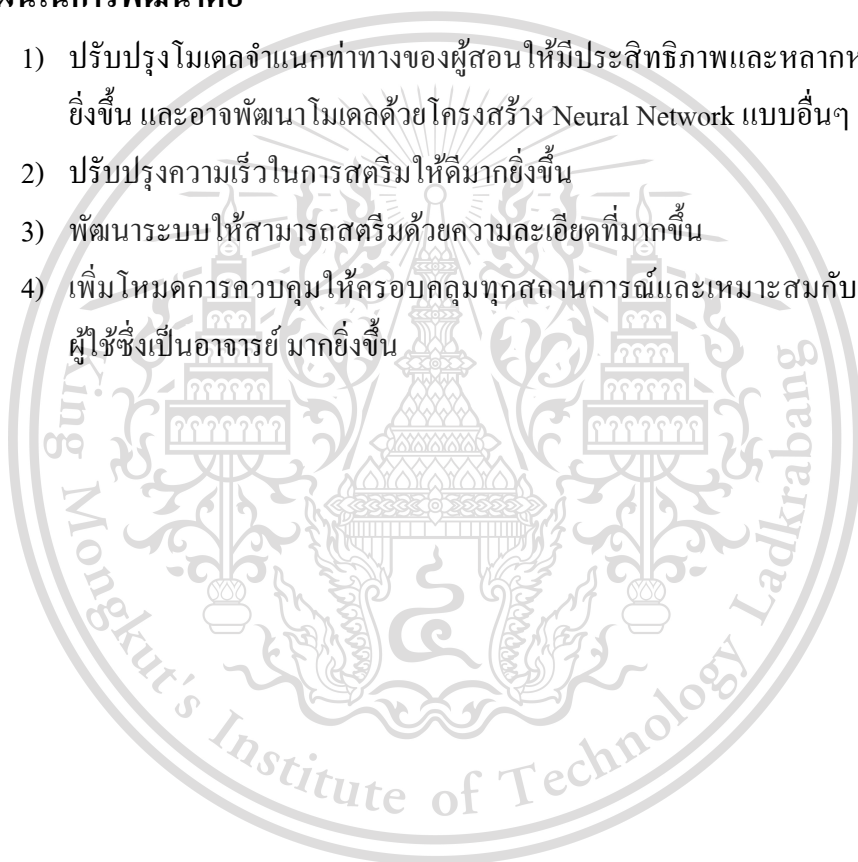 1) ปรับปรุงโมเดลจำแนกท่าทางของผู้สอนให้มีประสิทธิภาพและหลากห
ยิ่งขึ้น และอาจพัฒนาโมเดลด้วยโครงสร้าง Neural Network แบบอื่นๆ
2) ปรับปรุงความเร็วในการสตรีมให้ดีมากยิ่งขึ้น
3) พัฒนาระบบให้สามารถสตรีมด้วยความละเอียดที่มากขึ้น
4) เพิ่มโหมดการควบคุมให้ครอบคลุมทุกสถานการณ์และเหมาะสมกับ
ผู้ใช้ซึ่งเป็นอาจารย์ มากยิ่งขึ้น
King Mongkut's Institute of Technology Ladkrabang